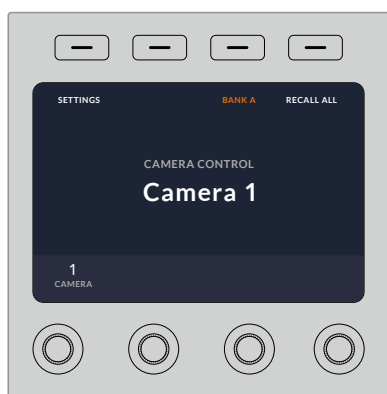 SETTINGS BANK A RECALL ALL
CAMERA CONTROL
Camera 1
1
CAMERA